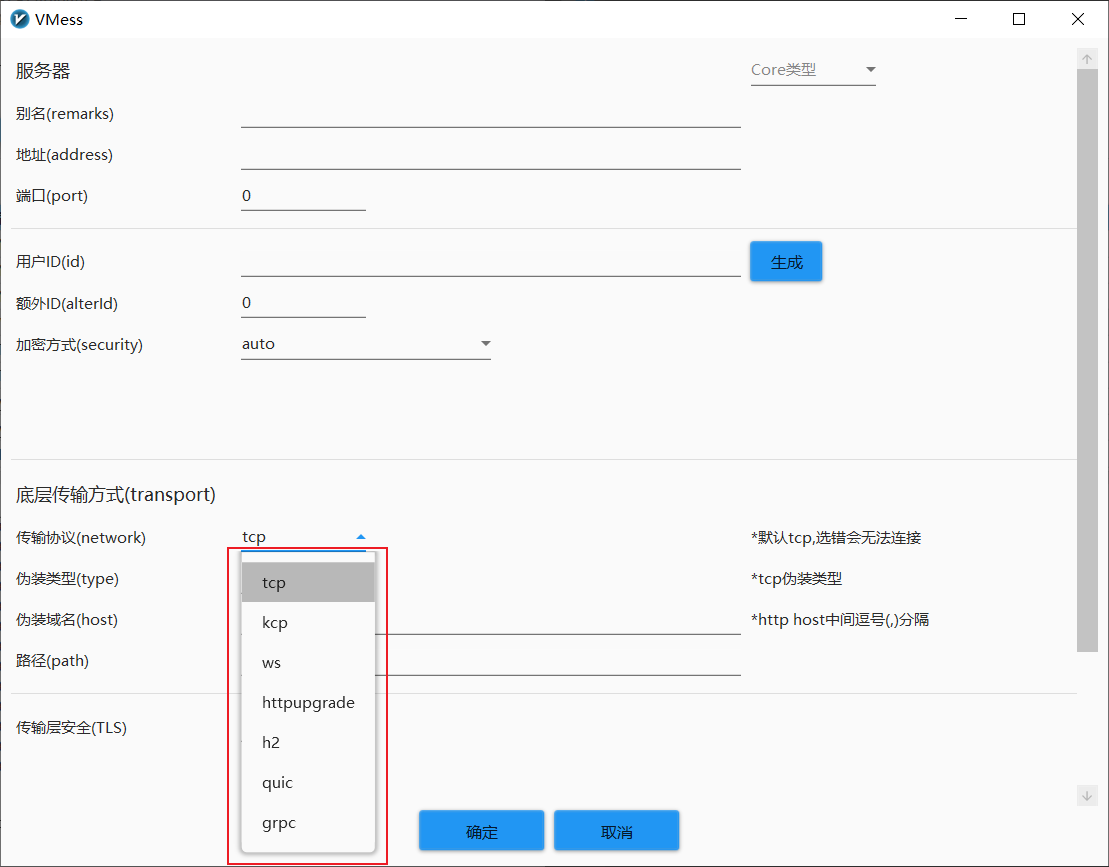 VMess
服务器
Core类型
别名(remarks)
地址(address)
端口(port)
0
用户ID(id)
生成
额外ID(alterId)
0
加密方式(security)
auto
底层传输方式(transport)
传输协议(network)
tcp
*默认tcp,选错会无法连接
伪装类型(type)
*tcp伪装类型
伪装域名(host)
*http host中间逗号(,)分隔
路径(path)
传输层安全(TLS)
tcp
kcp
ws
httpupgrade
h2
quic
grpc
确定
取消